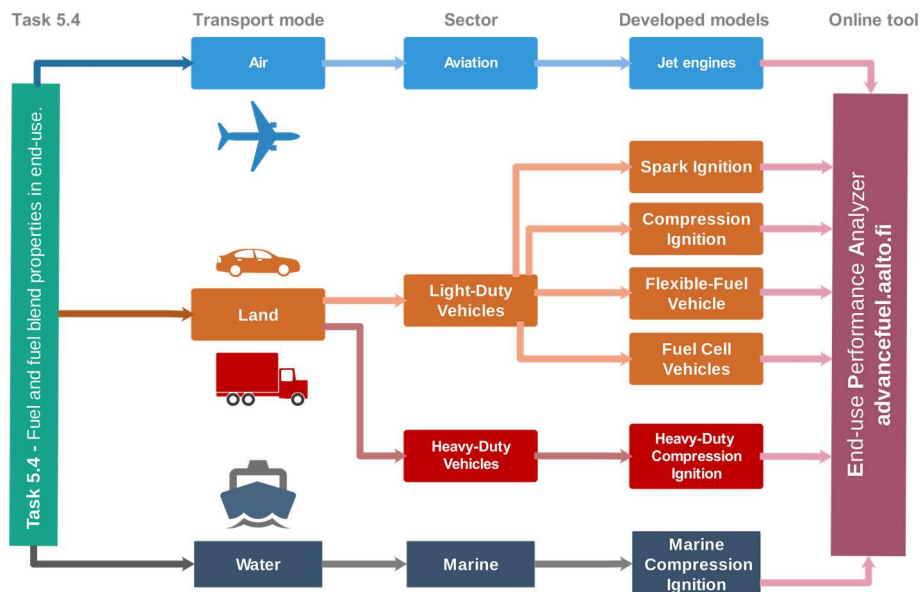 Task 5.4
Transport mode
Sector
Developed models
Online tool
Task 5.4 - Fuel and fuel blend properties in end-use.
Air
Aviation
Jet engines
Spark Ignition
Compression
Ignition
Land
Light-Duty
Vehicles
Flexible-Fuel
Vehicle
Fuel Cell
Vehicles
Heavy-Duty
Vehicles
Heavy-Duty
Compression
Ignition
Water
Marine
Marine
Compression
Ignition
End-use Performance Analyzer
advancefuel.aalto.fi